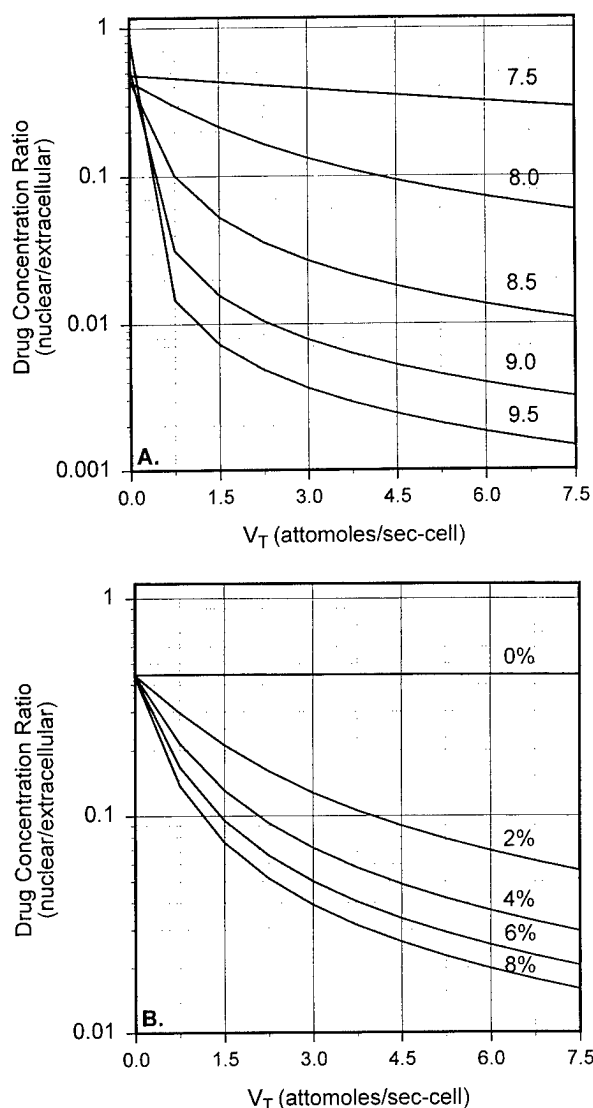 1
0.1
0.01
0.001
Drug Concentration Ratio
(nuclear/extracellular)
7.5
8.0
8.5
9.0
9.5
A.
0.0 1.5 3.0 4.5 6.0 7.5
V_T (attomoles/sec-cell)
1
0.1
0.01
Drug Concentration Ratio
(nuclear/extracellular)
0%
2%
4%
6%
8%
B.
0.0 1.5 3.0 4.5 6.0 7.5
V_T (attomoles/sec-cell)